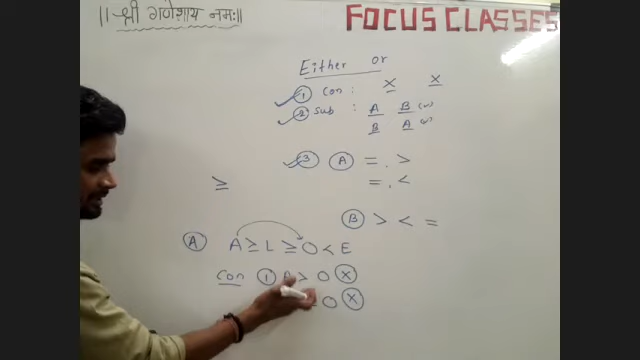 ॥ श्री गणेशाय नमः॥
FOCUS CLASSES
Either or
① Con : X X
② Sub : A B (✓)
B A (✓)
③ Ⓐ = . >
= . <
≥
Ⓑ > < =
Ⓐ A ≥ L ≥ O < E
Con ① A > O Ⓧ
= O Ⓧ